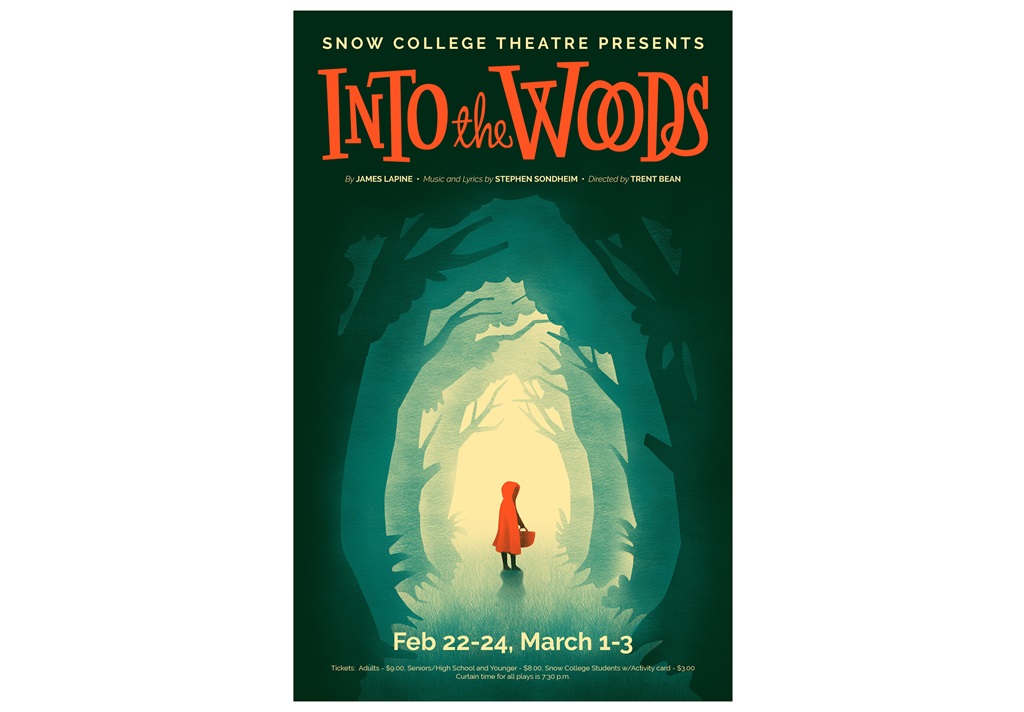 SNOW COLLEGE THEATRE PRESENTS
INTO the WOODS
By JAMES LAPINE • Music and Lyrics by STEPHEN SONDHEIM • Directed by TRENT BEAN
Feb 22-24, March 1-3
Tickets: Adults - $9.00, Seniors/High School and Younger - $8.00, Snow College Students w/Activity card - $3.00
Curtain time for all plays is 7:30 p.m.